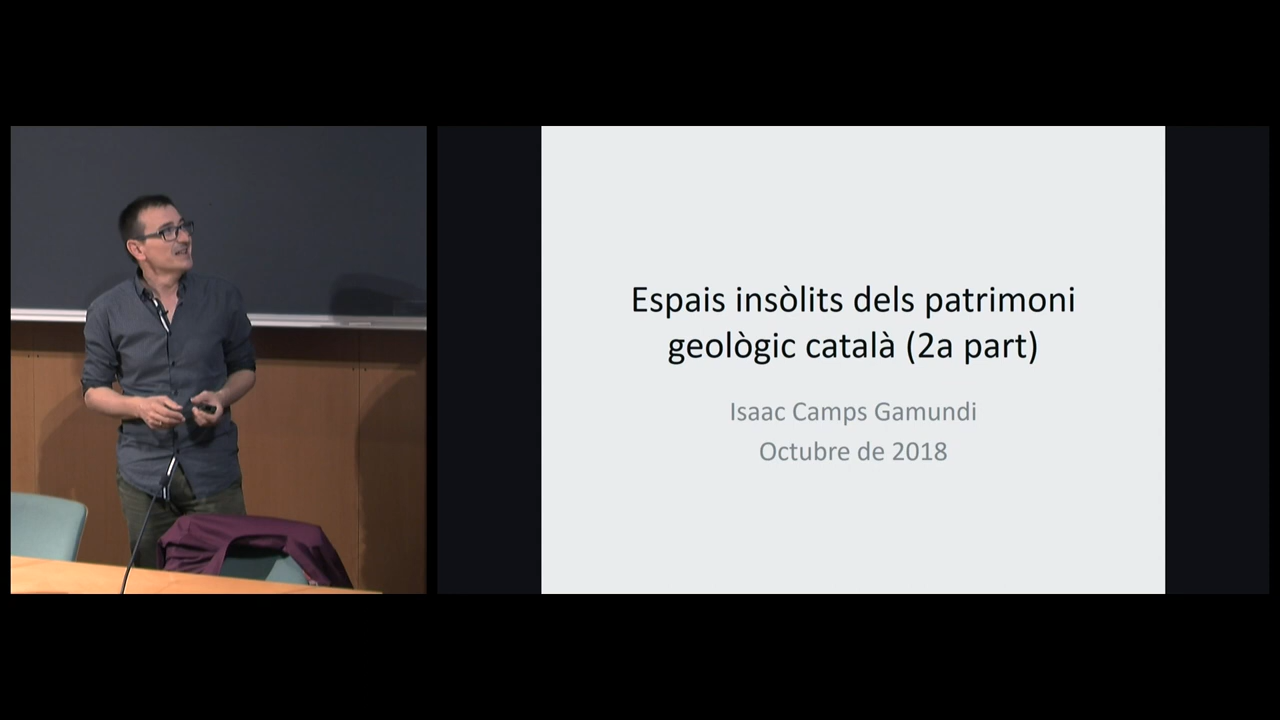 Espais insòlits dels patrimoni
geològic català (2a part)
Isaac Camps Gamundi
Octubre de 2018